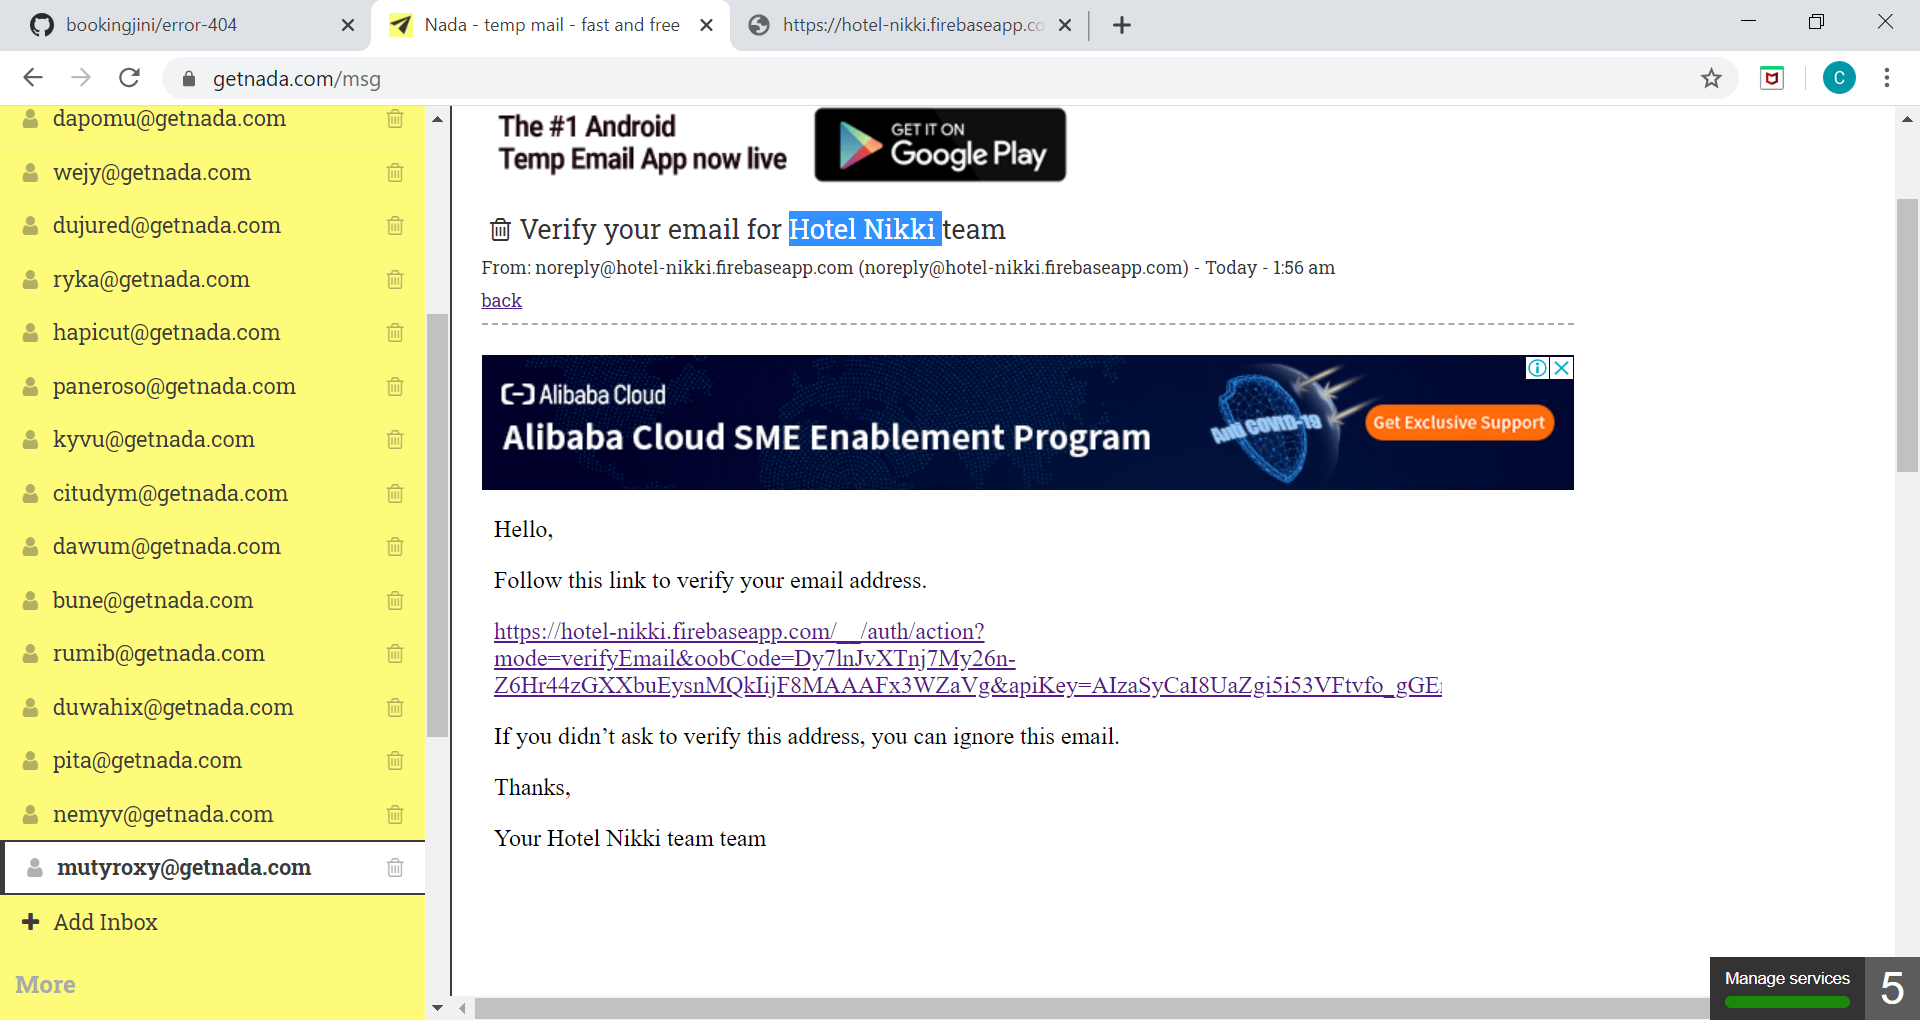 bookingjini/error-404
Nada - temp mail - fast and free
https://hotel-nikki.firebaseapp.co
getnada.com/msg
C
dapomu@getnada.com
wejy@getnada.com
dujured@getnada.com
ryka@getnada.com
hapicut@getnada.com
paneroso@getnada.com
kyvu@getnada.com
citudym@getnada.com
dawum@getnada.com
bune@getnada.com
rumib@getnada.com
duwahix@getnada.com
pita@getnada.com
nemyv@getnada.com
mutyroxy@getnada.com
Add Inbox
More
The #1 Android
Temp Email App now live
GET IT ON
Google Play
Verify your email for Hotel Nikki team
From: noreply@hotel-nikki.firebaseapp.com (noreply@hotel-nikki.firebaseapp.com) - Today - 1:56 am
back
Alibaba Cloud
Alibaba Cloud SME Enablement Program
Anti COVID-19
Get Exclusive Support
Hello,
Follow this link to verify your email address.
https://hotel-nikki.firebaseapp.com/__/auth/action?
mode=verifyEmail&oobCode=Dy7lnJvXTnj7My26n-
Z6Hr44zGXXbuEysnMQkIijF8MAAAFx3WZaVg&apiKey=AIzaSyCaI8UaZgi5i53VFtvfo_gGE
If you didn’t ask to verify this address, you can ignore this email.
Thanks,
Your Hotel Nikki team team
Manage services
5